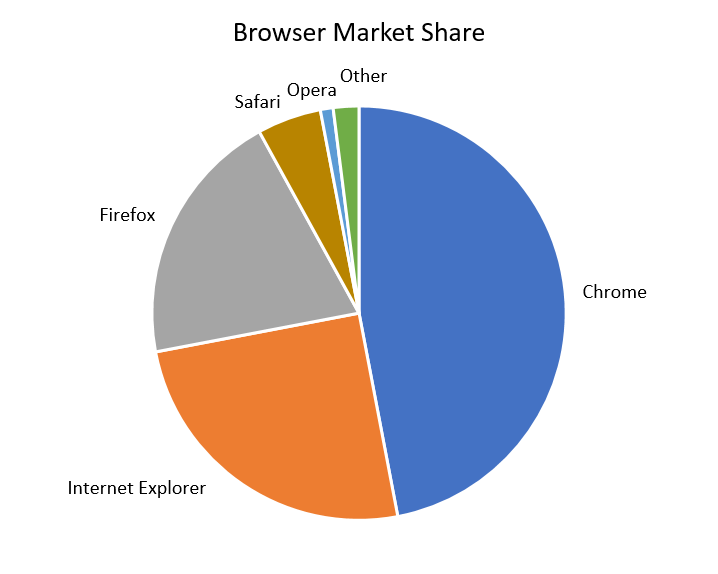 Browser Market Share
Other
Opera
Safari
Firefox
Chrome
Internet Explorer